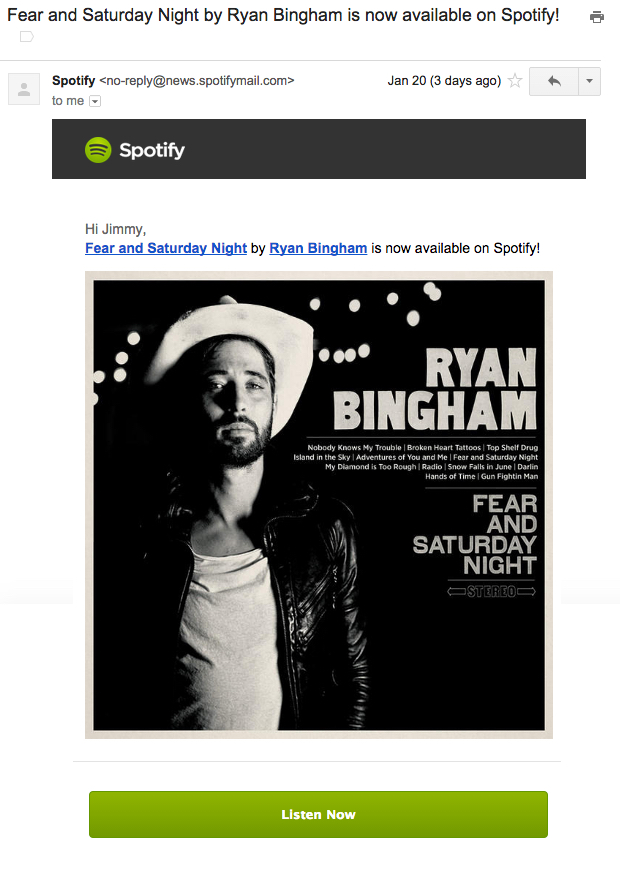 Fear and Saturday Night by Ryan Bingham is now available on Spotify!
Spotify <no-reply@news.spotifymail.com>
Jan 20 (3 days ago)
to me
Spotify
Hi Jimmy,
Fear and Saturday Night by Ryan Bingham is now available on Spotify!
RYAN
BINGHAM
Nobody Knows My Trouble | Broken Heart Tattoos | Top Shelf Drug
Island in the Sky | Adventures of You and Me | Fear and Saturday Night
My Diamond is Too Rough | Radio | Snow Falls in June | Darlin
Hands of Time | Gun Fightin Man
FEAR
AND
SATURDAY
NIGHT
STEREO
Listen Now